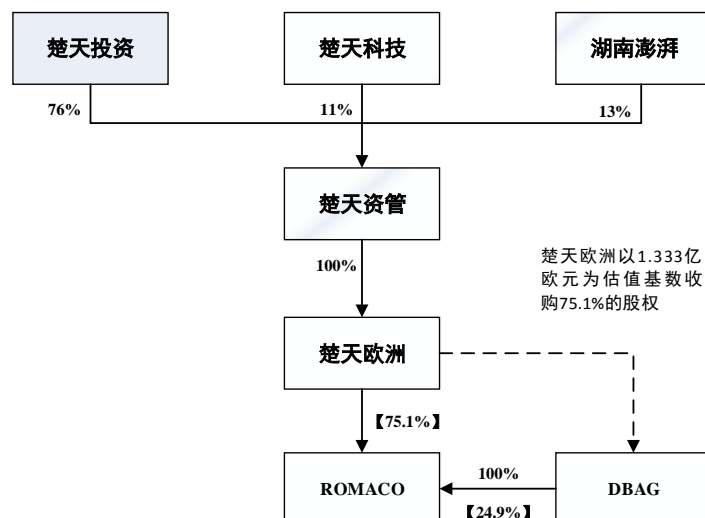 楚天投资
楚天科技
湖南澎湃
76%
11%
13%
楚天资管
100%
楚天欧洲以1.333亿
欧元为估值基数收
购75.1%的股权
楚天欧洲
【75.1%】
ROMACO
100%
DBAG
【24.9%】